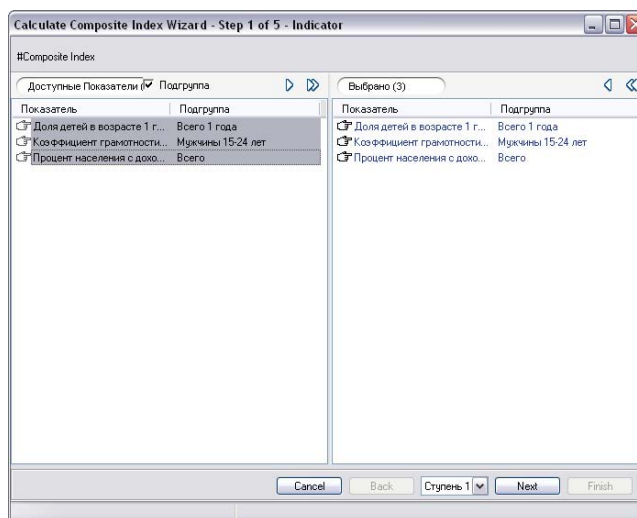 Calculate Composite Index Wizard - Step 1 of 5 - Indicator
#Composite Index
Доступные Показатели ( Подгруппа
Выбрано (3)
Показатель Подгруппа
Доля детей в возрасте 1 г... Всего 1 года
Коэффициент грамотности... Мужчины 15-24 лет
Процент населения с дохо... Всего
Показатель Подгруппа
Доля детей в возрасте 1 г... Всего 1 года
Коэффициент грамотности... Мужчины 15-24 лет
Процент населения с дохо... Всего
Cancel Back Ступень 1 Next Finish